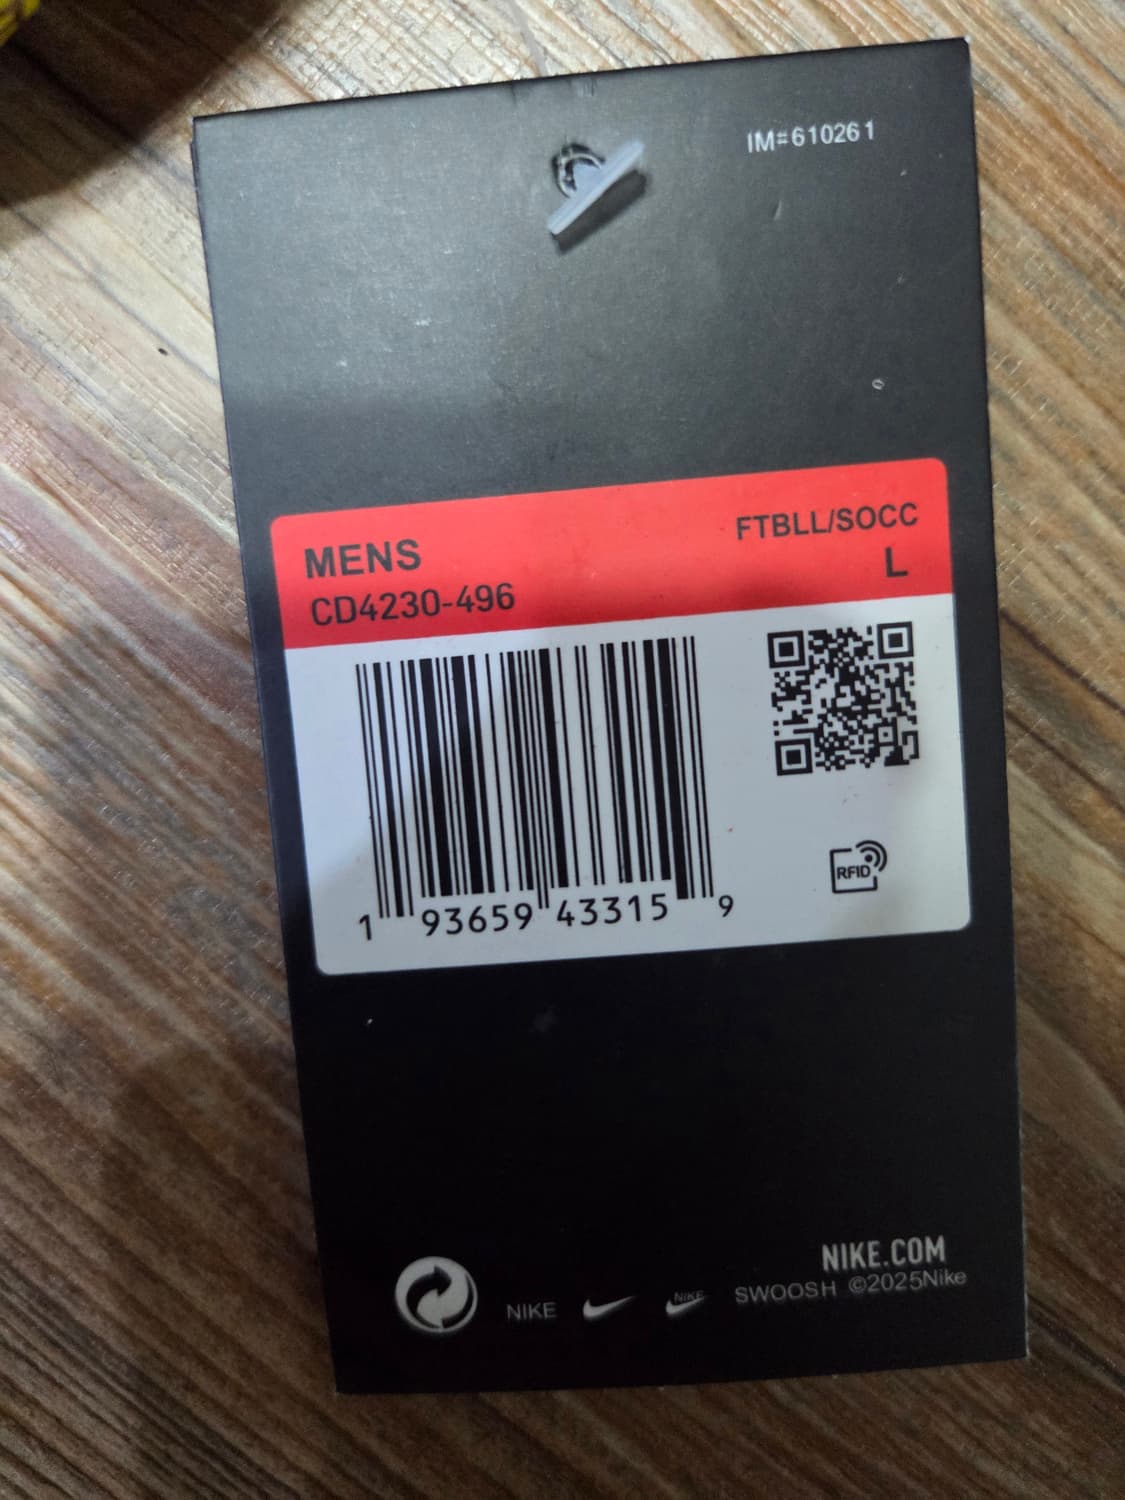 IM#610261
MENS
FTBLL/SOCC
CD4230-496
L
1 93659 43315 9
RFID
NIKE.COM
NIKE NIKE SWOOSH ©2025Nike